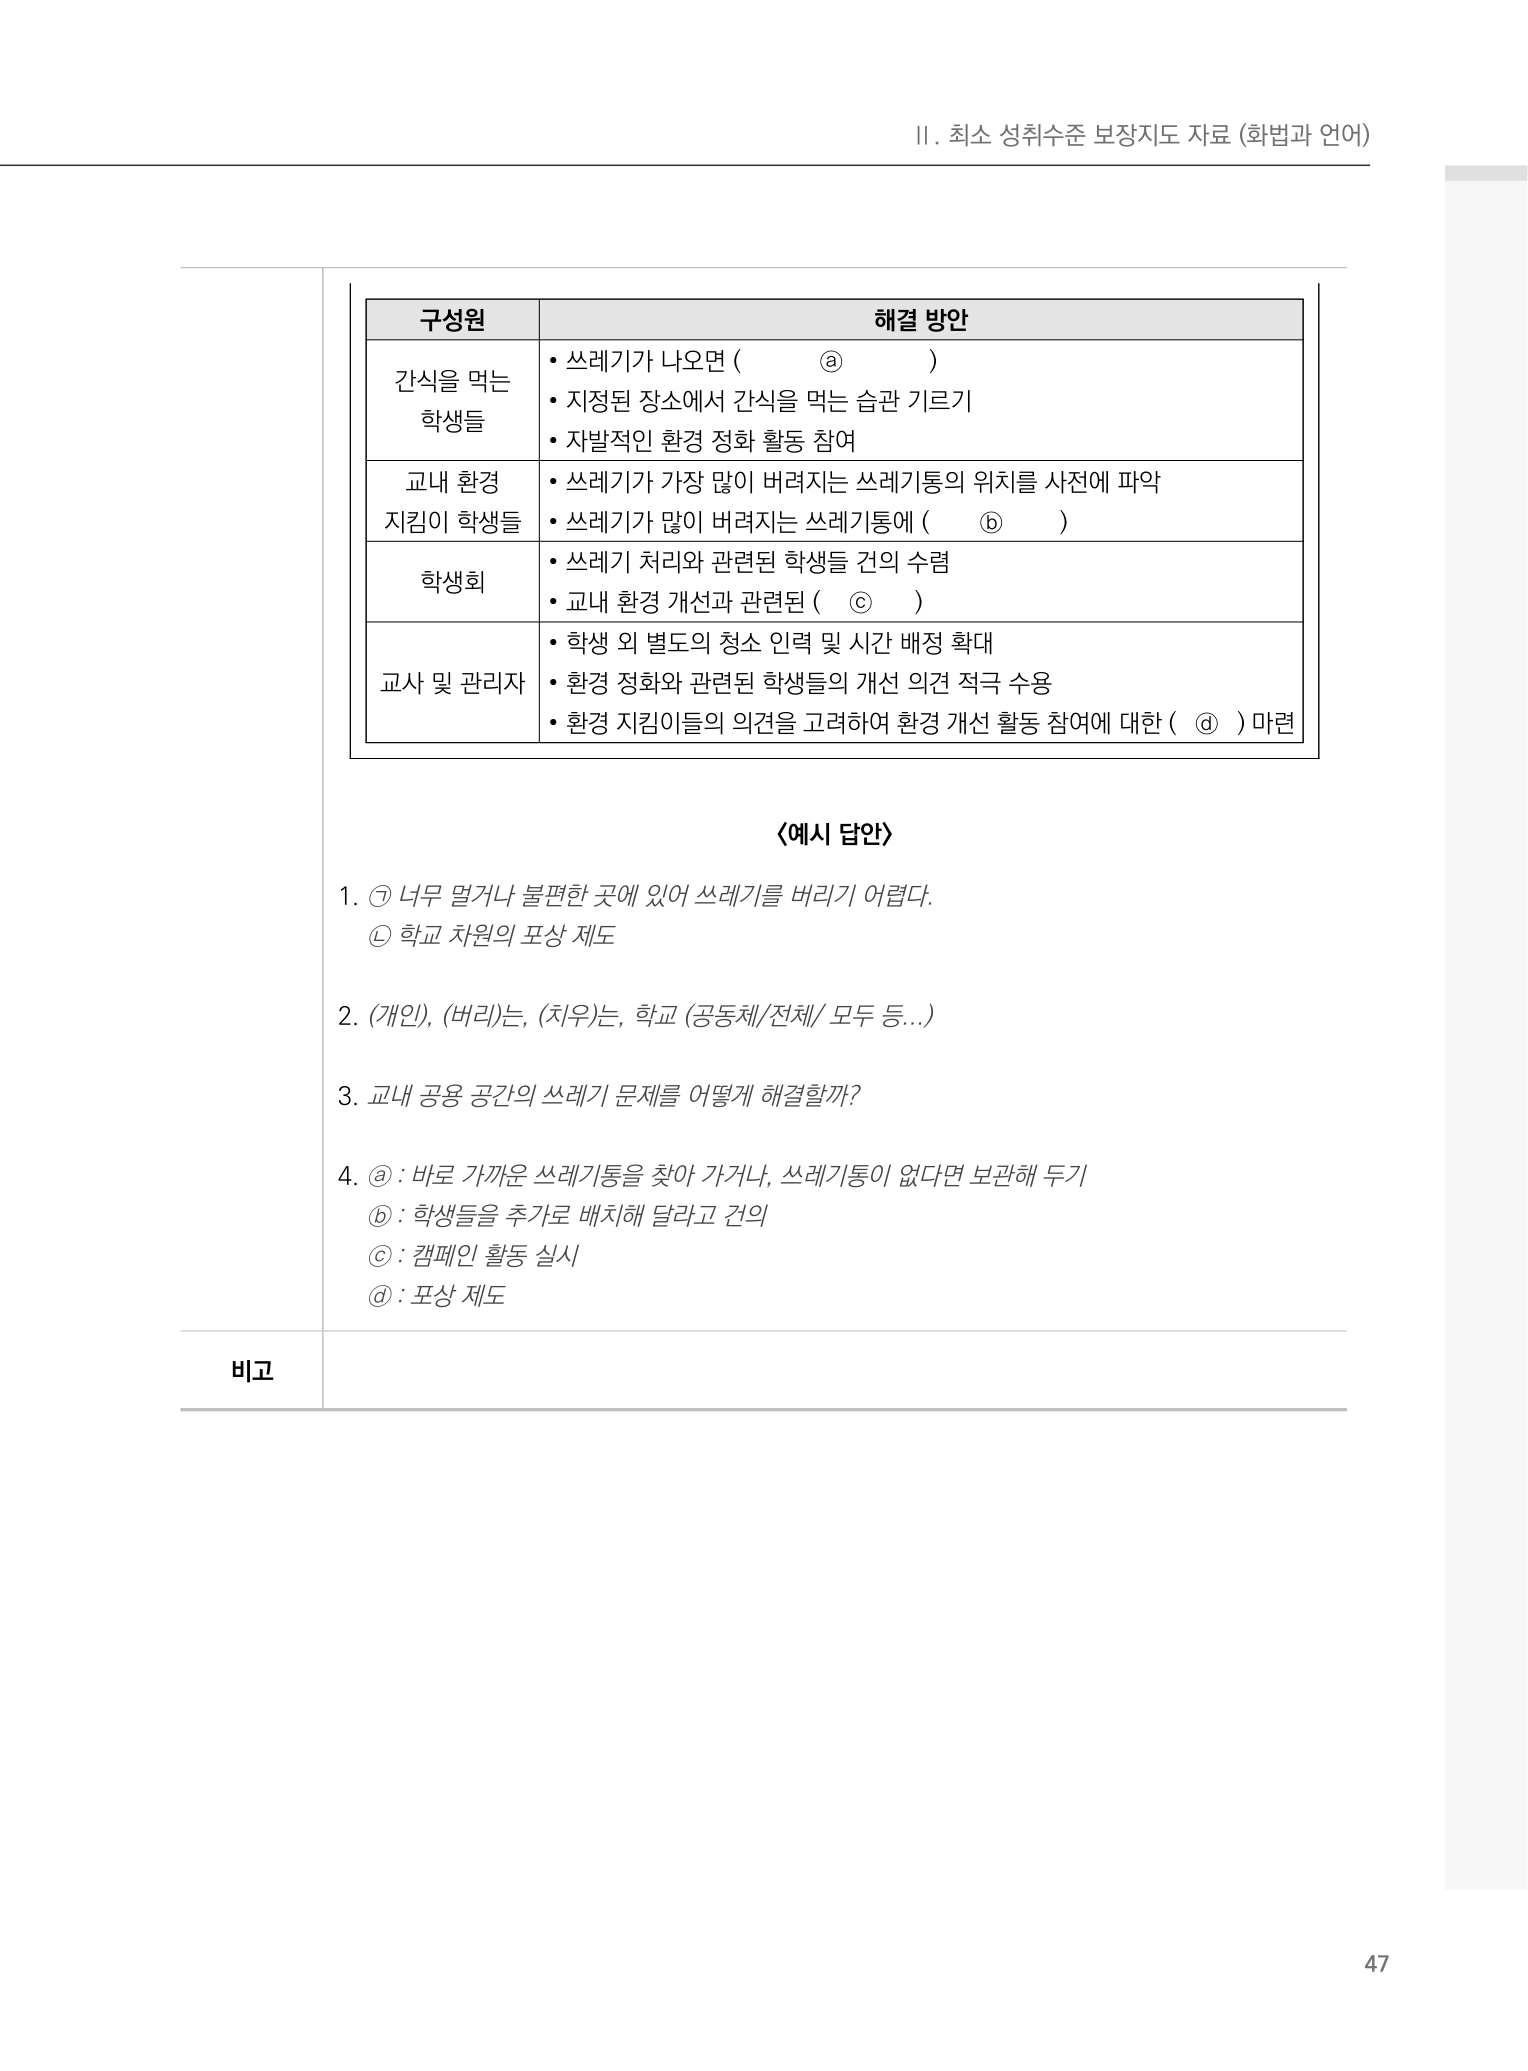 Ⅱ. 최소 성취수준 보장지도 자료 (화법과 언어)
구성원 해결 방안
간식을 먹는
학생들
• 쓰레기가 나오면 ( ⓐ )
• 지정된 장소에서 간식을 먹는 습관 기르기
• 자발적인 환경 정화 활동 참여
교내 환경
지킴이 학생들
• 쓰레기가 가장 많이 버려지는 쓰레기통의 위치를 사전에 파악
• 쓰레기가 많이 버려지는 쓰레기통에 ( ⓑ )
학생회
• 쓰레기 처리와 관련된 학생들 건의 수렴
• 교내 환경 개선과 관련된 ( ⓒ )
교사 및 관리자
• 학생 외 별도의 청소 인력 및 시간 배정 확대
• 환경 정화와 관련된 학생들의 개선 의견 적극 수용
• 환경 지킴이들의 의견을 고려하여 환경 개선 활동 참여에 대한 ( ⓓ ) 마련
〈예시 답안〉
1. ㉠ 너무 멀거나 불편한 곳에 있어 쓰레기를 버리기 어렵다.
㉡ 학교 차원의 포상 제도
2. (개인), (버리)는, (치우)는, 학교 (공동체/전체/ 모두 등...)
3. 교내 공용 공간의 쓰레기 문제를 어떻게 해결할까?
4. ⓐ : 바로 가까운 쓰레기통을 찾아 가거나, 쓰레기통이 없다면 보관해 두기
ⓑ : 학생들을 추가로 배치해 달라고 건의
ⓒ : 캠페인 활동 실시
ⓓ : 포상 제도
비고
47